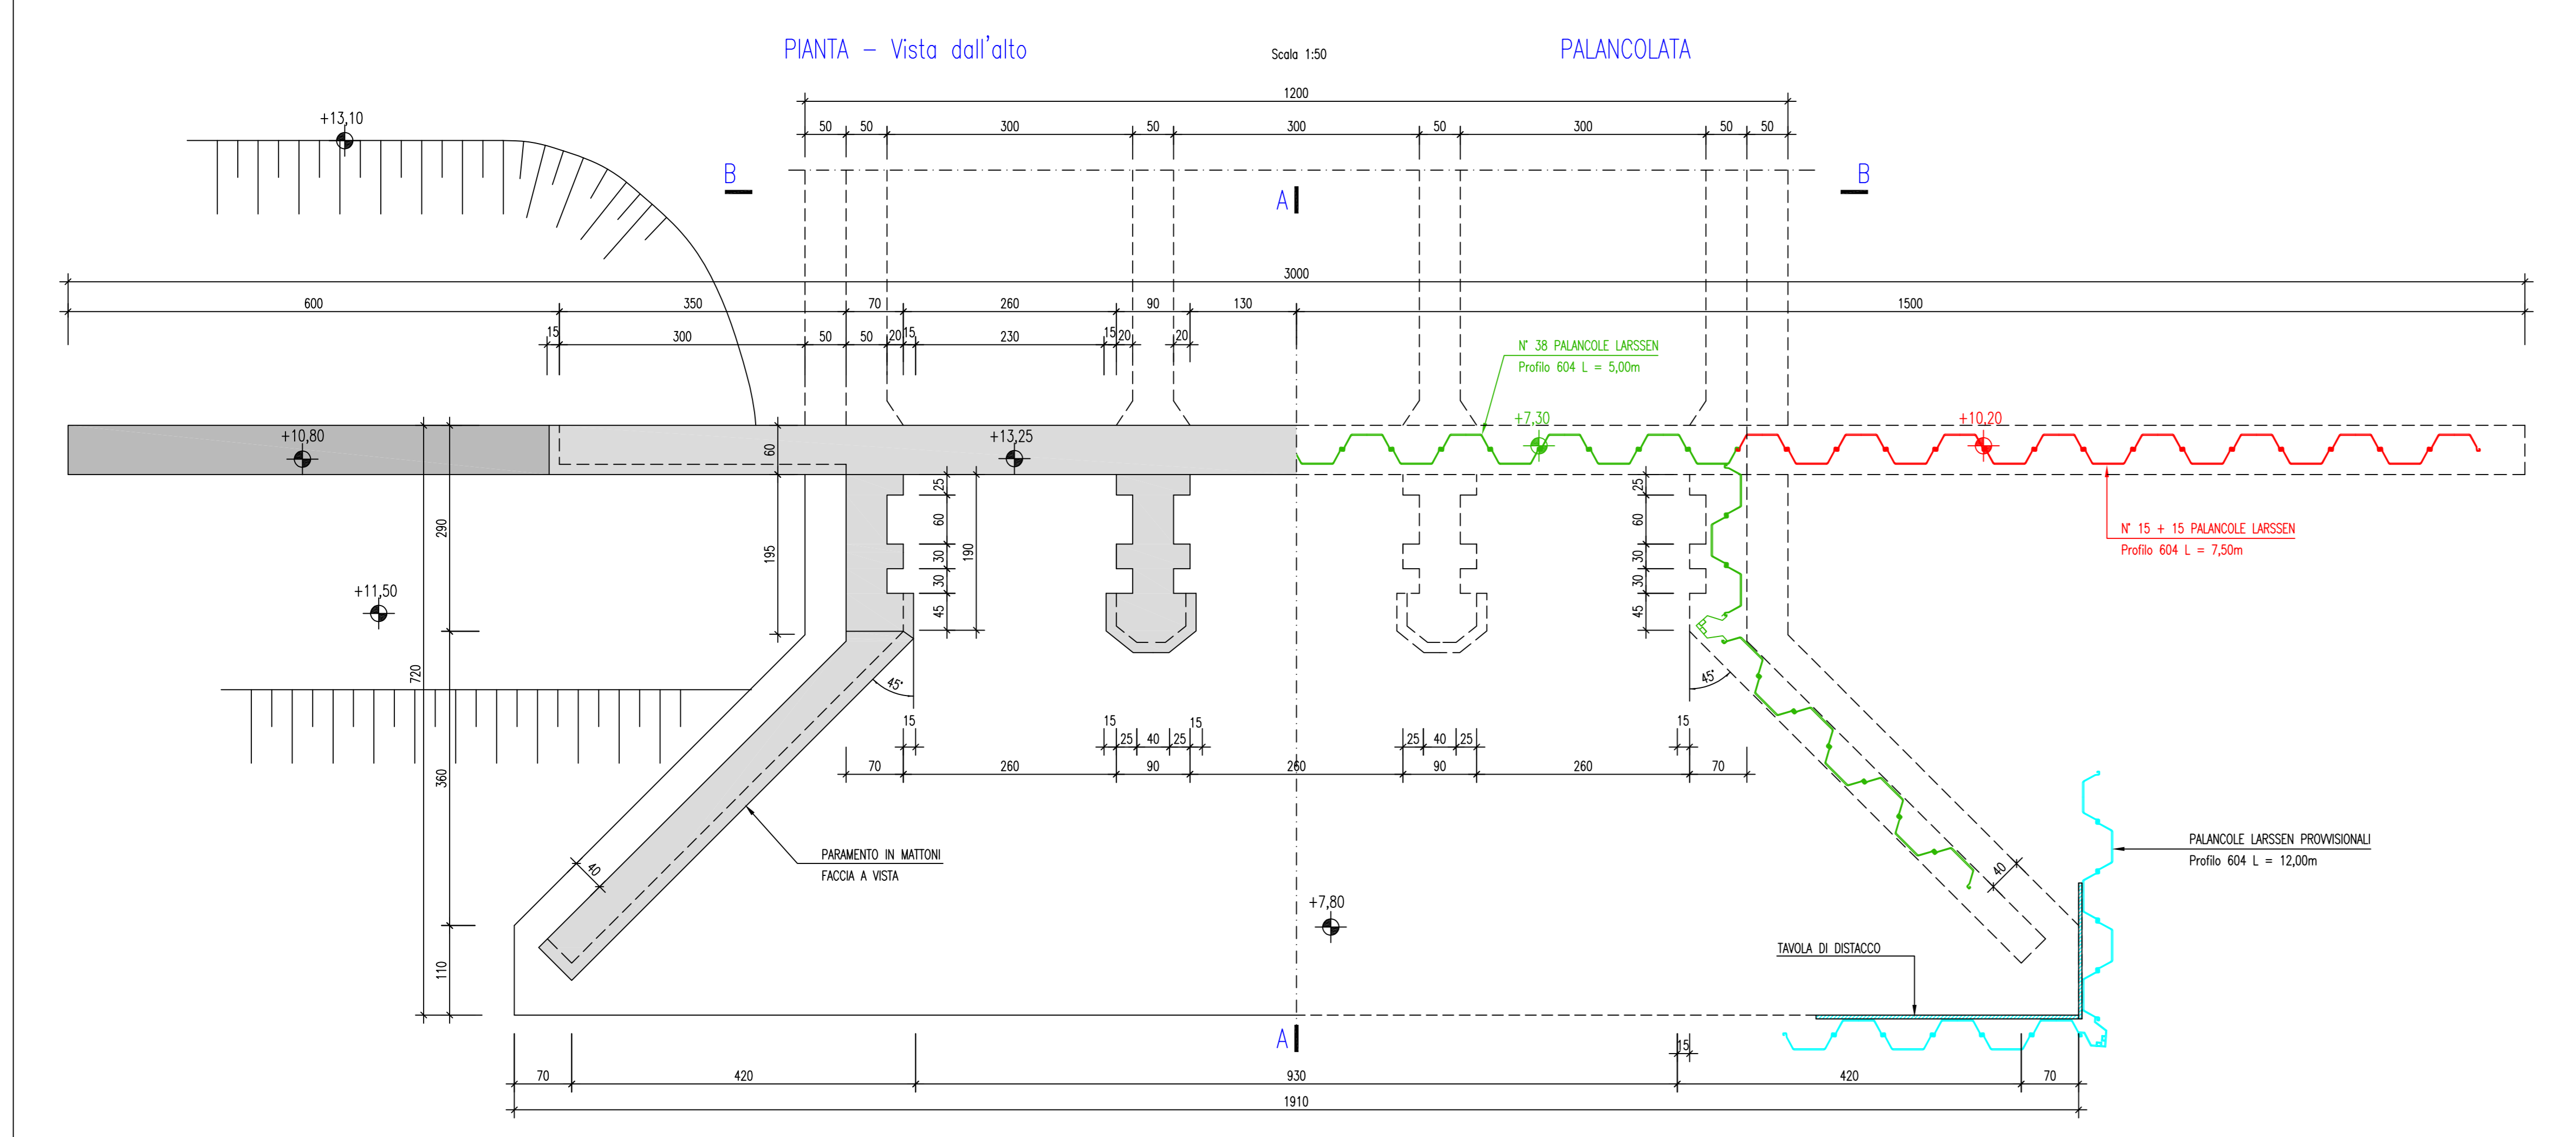 PIANTA – Vista dall'alto
Scala 1:50
PALANCOLATA
1200
50 50 300 50 300 50 300 50 50
+13,10
B B
A
3000
600 350 70 260 90 130 1500
15 300 50 50 20 15 230 15 20 20
N° 38 PALANCOLE LARSSEN
Profilo 604 L = 5,00m
+10,80
+13,25
+7,30
+10,20
60
25 60 30 30 45
190
25 60 30 30 45
290
195
N° 15 + 15 PALANCOLE LARSSEN
Profilo 604 L = 7,50m
+11,50
720
45°
45°
15 15 15 15
25 40 25 25 40 25
70 260 90 260 90 260 70
360
40
PARAMENTO IN MATTONI
FACCIA A VISTA
40
PALANCOLE LARSSEN PROVVISIONALI
Profilo 604 L = 12,00m
+7,80
TAVOLA DI DISTACCO
110
A
15
70 420 930 420 70
1910